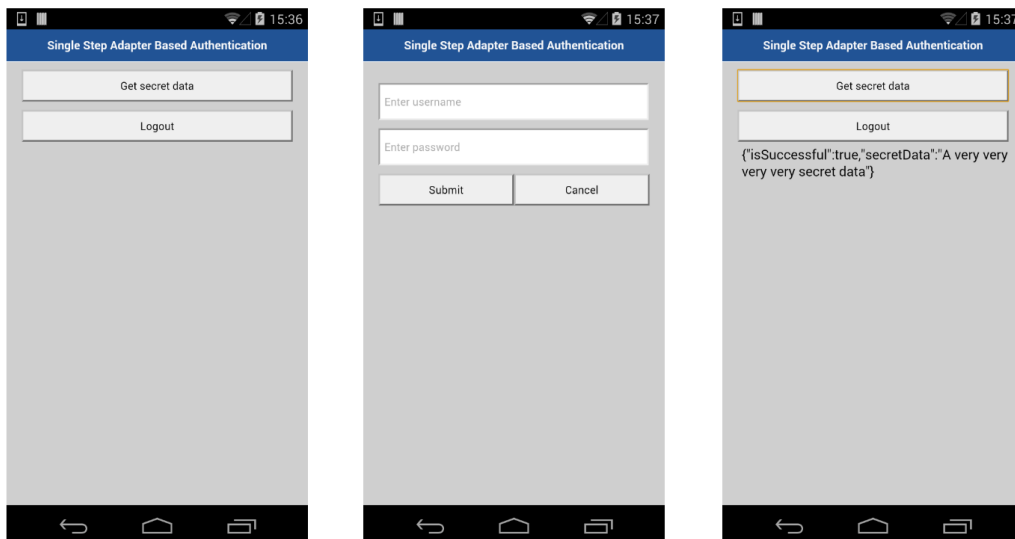 15:36
Single Step Adapter Based Authentication
Get secret data
Logout
15:37
Single Step Adapter Based Authentication
Enter username
Enter password
Submit Cancel
15:37
Single Step Adapter Based Authentication
Get secret data
Logout
{"isSuccessful":true,"secretData":"A very very
very very secret data"}